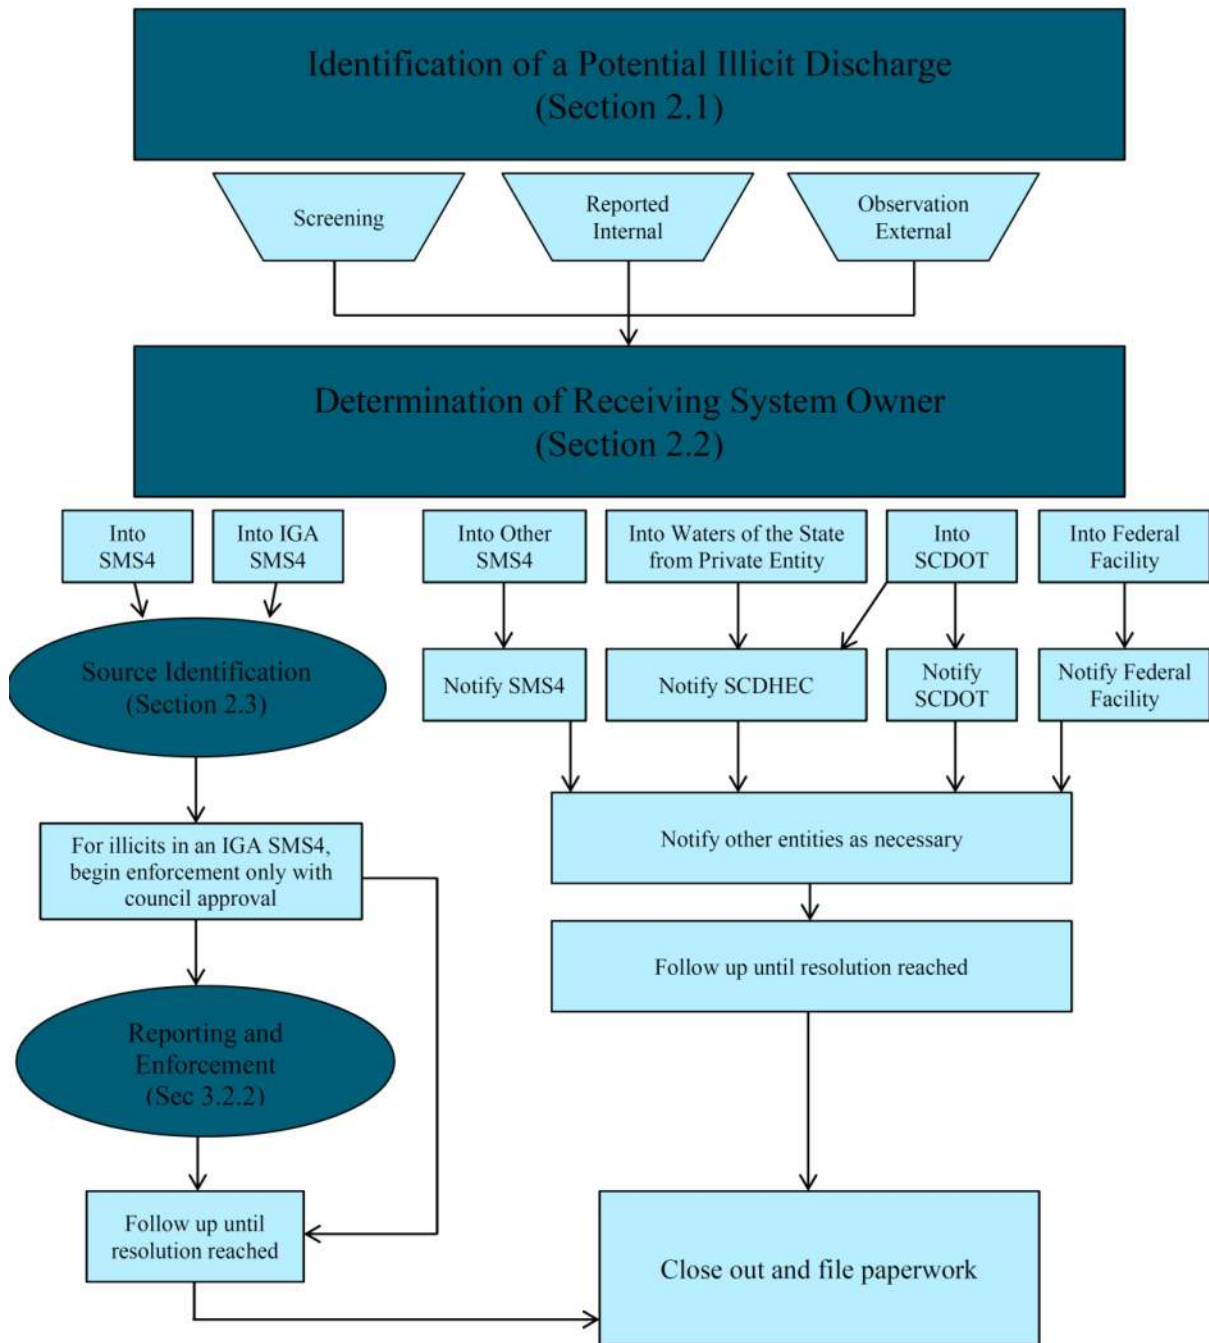 Identification of a Potential Illicit Discharge
(Section 2.1)
Screening
Reported
Internal
Observation
External
Determination of Receiving System Owner
(Section 2.2)
Into
SMS4
Into IGA
SMS4
Into Other
SMS4
Into Waters of the State
from Private Entity
Into
SCDOT
Into Federal
Facility
Source Identification
(Section 2.3)
Notify SMS4
Notify SCDHEC
Notify
SCDOT
Notify Federal
Facility
For illicits in an IGA SMS4,
begin enforcement only with
council approval
Notify other entities as necessary
Follow up until resolution reached
Reporting and
Enforcement
(Sec 3.2.2)
Follow up until
resolution reached
Close out and file paperwork